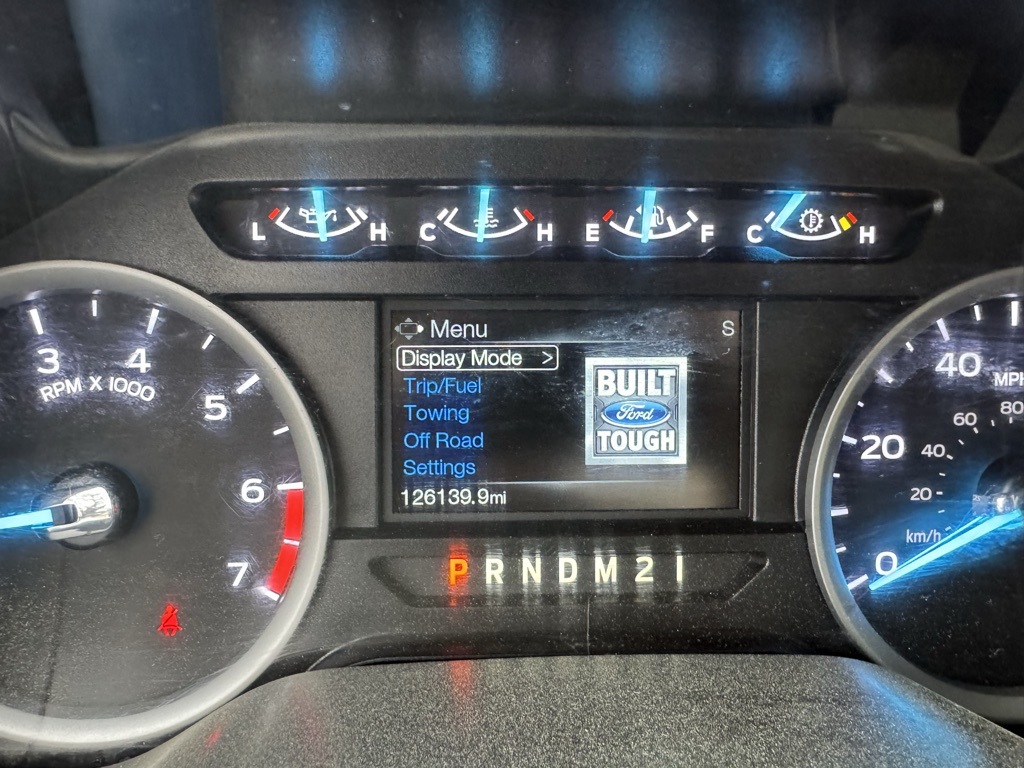 L H C H E F C H
Menu S
Display Mode >
Trip/Fuel
Towing
Off Road
Settings
126139.9mi
BUILT
Ford
TOUGH
3 4 5 6 7
RPM X 1000
0 20 40
MPH
20 40 60 80
km/h
P R N D M 2 1